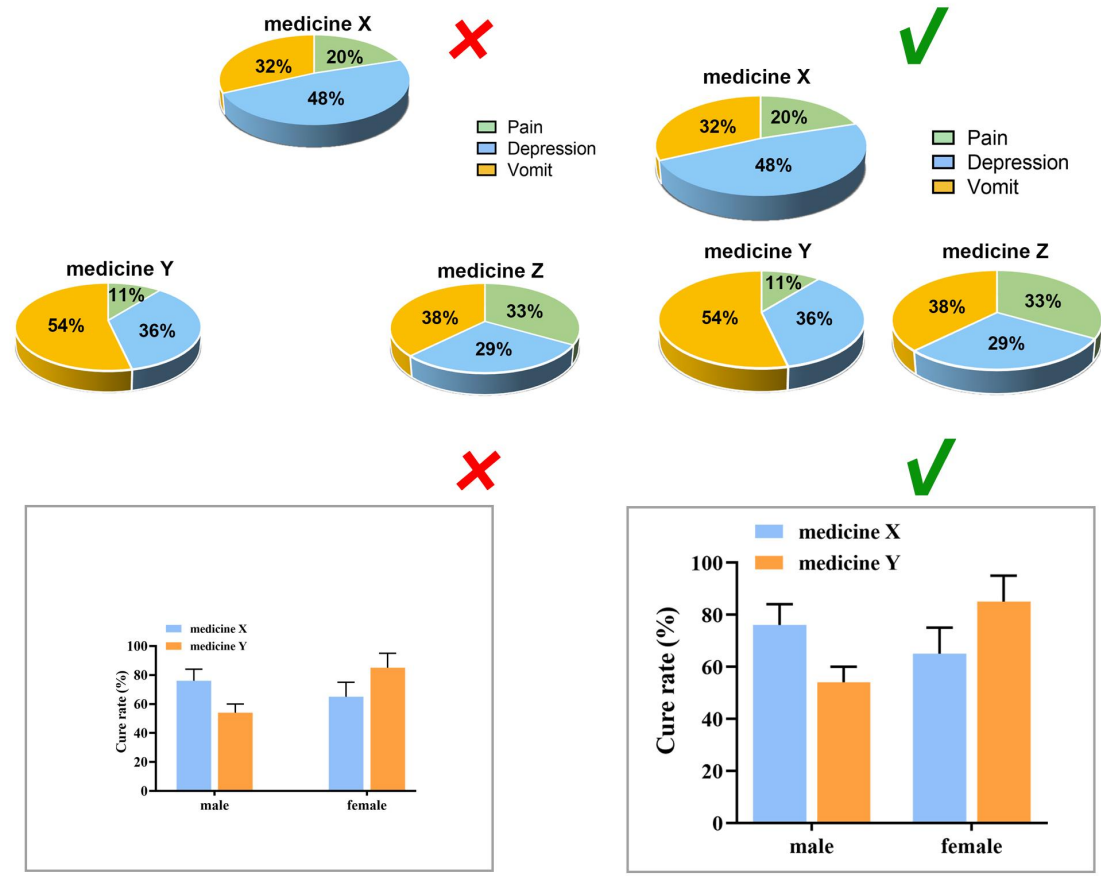 medicine X
20%
32%
48%
Pain
Depression
Vomit
medicine Y
11%
54%
36%
medicine Z
38%
33%
29%
medicine X
32%
20%
48%
Pain
Depression
Vomit
medicine Y
11%
54%
36%
medicine Z
38%
33%
29%
medicine X
medicine Y
Cure rate (%)
100
80
60
40
20
0
male female
medicine X
medicine Y
Cure rate (%)
100
80
60
40
20
0
male female